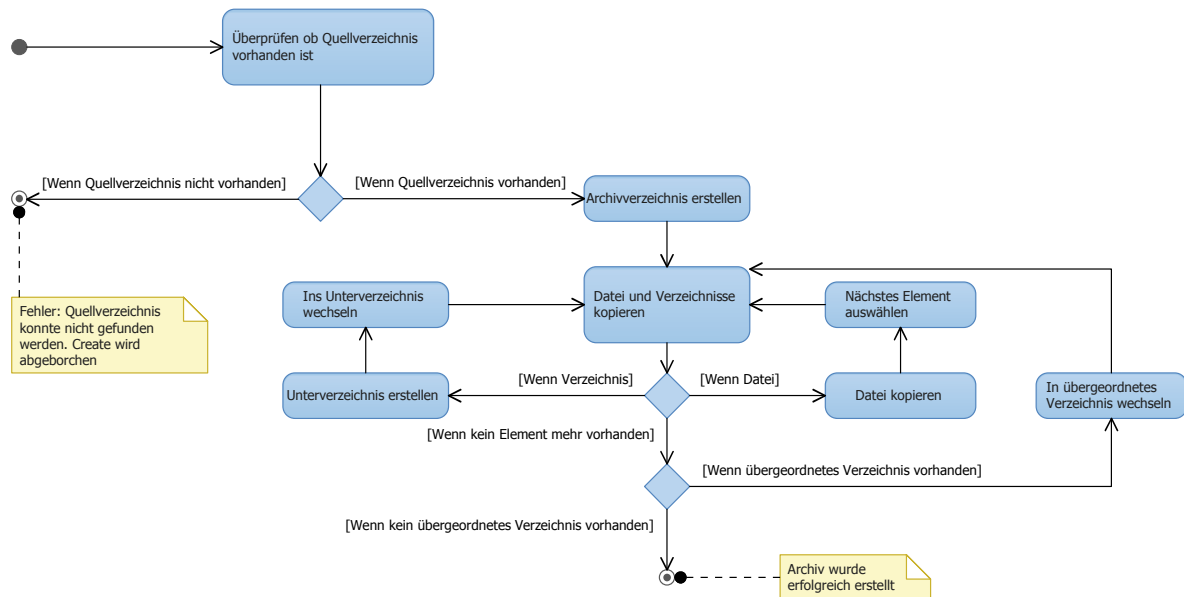 Überprüfen ob Quellverzeichnis
vorhanden ist
[Wenn Quellverzeichnis nicht vorhanden]
[Wenn Quellverzeichnis vorhanden]
Archivverzeichnis erstellen
Fehler: Quellverzeichnis
konnte nicht gefunden
werden. Create wird
abgeborchen
Ins Unterverzeichnis
wechseln
Datei und Verzeichnisse
kopieren
Nächstes Element
auswählen
[Wenn Verzeichnis]
[Wenn Datei]
Unterverzeichnis erstellen
Datei kopieren
In übergeordnetes
Verzeichnis wechseln
[Wenn kein Element mehr vorhanden]
[Wenn übergeordnetes Verzeichnis vorhanden]
[Wenn kein übergeordnetes Verzeichnis vorhanden]
Archiv wurde
erfolgreich erstellt